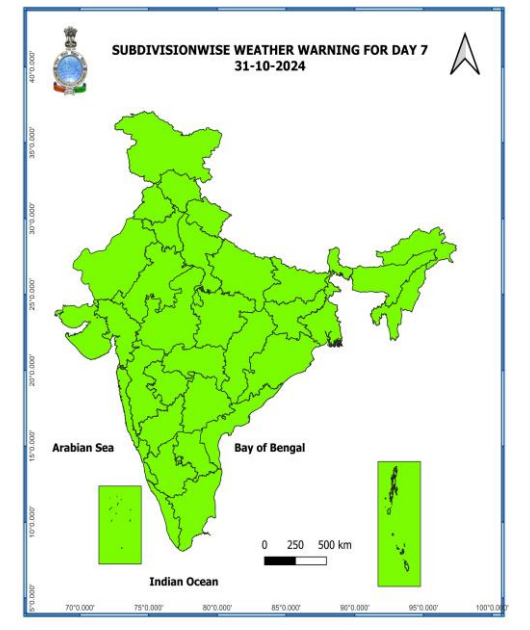 SUBDIVISIONWISE WEATHER WARNING FOR DAY 7
31-10-2024
40°0.000'
35°0.000'
30°0.000'
25°0.000'
20°0.000'
15°0.000'
10°0.000'
5°0.000'
Arabian Sea
Bay of Bengal
0 250 500 km
Indian Ocean
70°0.000' 75°0.000' 80°0.000' 85°0.000' 90°0.000' 95°0.000' 100°0.000'